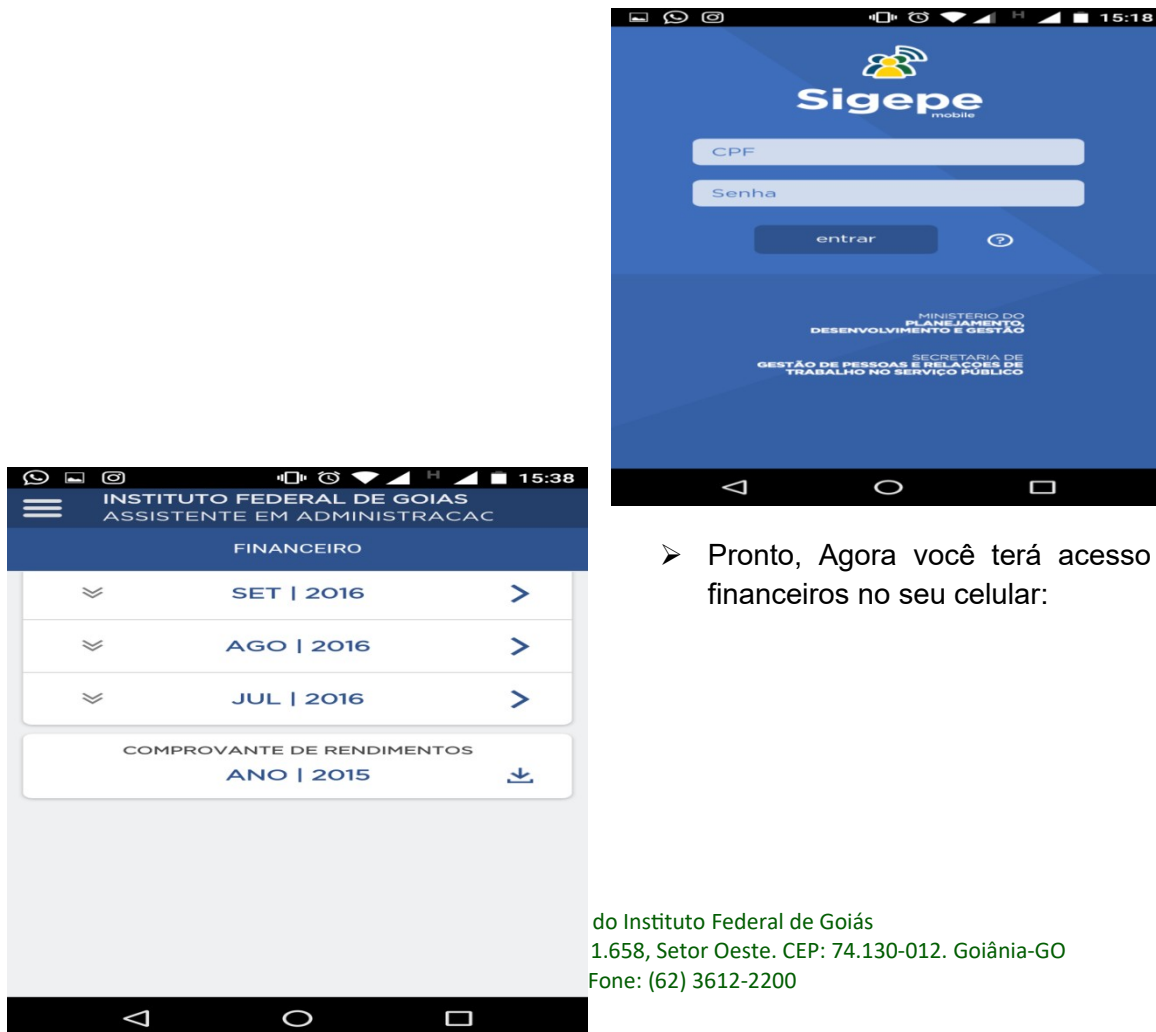 15:18
Sigepe
mobile
CPF
Senha
entrar
?
MINISTÉRIO DO
PLANEJAMENTO,
DESENVOLVIMENTO E GESTÃO
SECRETARIA DE
GESTÃO DE PESSOAS E RELAÇÕES DE
TRABALHO NO SERVIÇO PÚBLICO
H 15:38
INSTITUTO FEDERAL DE GOIAS
ASSISTENTE EM ADMINISTRACAC
FINANCEIRO
SET | 2016
AGO | 2016
JUL | 2016
COMPROVANTE DE RENDIMENTOS
ANO | 2015
➢ Pronto, Agora você terá acesso
financeiros no seu celular:
do Instituto Federal de Goiás
1.658, Setor Oeste. CEP: 74.130-012. Goiânia-GO
Fone: (62) 3612-2200